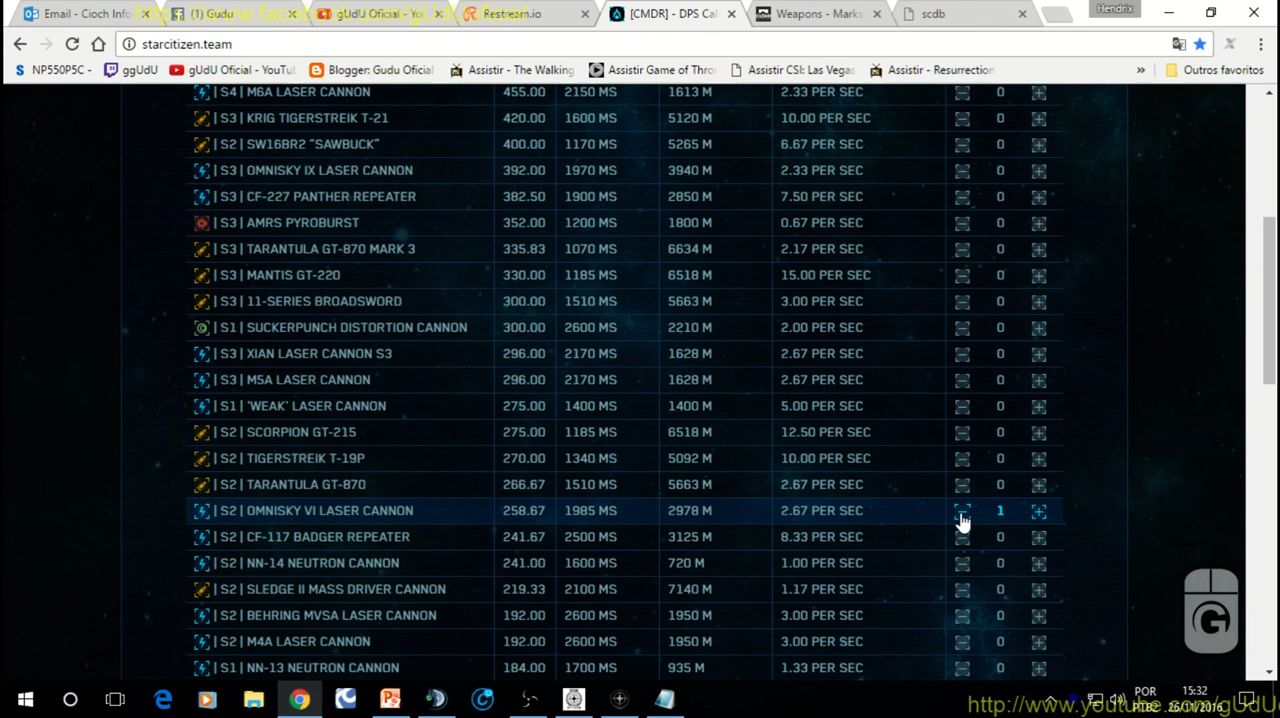 Email - Cioch Info
(1) Gudu
gUdU Oficial - Yo
Restream.io
[CMDR] - DPS Cal
Weapons - Marks
scdb
Hendrix
starcitizen.team
NP550P5C -
ggUdU
gUdU Oficial - YouTu
Blogger: Gudu Oficial
Assistir - The Walking
Assistir Game of Thro
Assistir CSI: Las Vegas
Assistir - Resurrection
»
Outros favoritos
| S4 | M6A LASER CANNON 455.00 2150 MS 1613 M 2.33 PER SEC 0
| S3 | KRIG TIGERSTREIK T-21 420.00 1600 MS 5120 M 10.00 PER SEC 0
| S2 | SW16BR2 “SAWBUCK” 400.00 1170 MS 5265 M 6.67 PER SEC 0
| S3 | OMNISKY IX LASER CANNON 392.00 1970 MS 3940 M 2.33 PER SEC 0
| S3 | CF-227 PANTHER REPEATER 382.50 1900 MS 2850 M 7.50 PER SEC 0
| S3 | AMRS PYROBURST 352.00 1200 MS 1800 M 0.67 PER SEC 0
| S3 | TARANTULA GT-870 MARK 3 335.83 1070 MS 6634 M 2.17 PER SEC 0
| S3 | MANTIS GT-220 330.00 1185 MS 6518 M 15.00 PER SEC 0
| S3 | 11-SERIES BROADSWORD 300.00 1510 MS 5663 M 3.00 PER SEC 0
| S1 | SUCKERPUNCH DISTORTION CANNON 300.00 2600 MS 2210 M 2.00 PER SEC 0
| S3 | XIAN LASER CANNON S3 296.00 2170 MS 1628 M 2.67 PER SEC 0
| S3 | M5A LASER CANNON 296.00 2170 MS 1628 M 2.67 PER SEC 0
| S1 | 'WEAK' LASER CANNON 275.00 1400 MS 1400 M 5.00 PER SEC 0
| S2 | SCORPION GT-215 275.00 1185 MS 6518 M 12.50 PER SEC 0
| S2 | TIGERSTREIK T-19P 270.00 1340 MS 5092 M 10.00 PER SEC 0
| S2 | TARANTULA GT-870 266.67 1510 MS 5663 M 2.67 PER SEC 0
| S2 | OMNISKY VI LASER CANNON 258.67 1985 MS 2978 M 2.67 PER SEC 1
| S2 | CF-117 BADGER REPEATER 241.67 2500 MS 3125 M 8.33 PER SEC 0
| S2 | NN-14 NEUTRON CANNON 241.00 1600 MS 720 M 1.00 PER SEC 0
| S2 | SLEDGE II MASS DRIVER CANNON 219.33 2100 MS 7140 M 1.17 PER SEC 0
| S2 | BEHRING MVSA LASER CANNON 192.00 2600 MS 1950 M 3.00 PER SEC 0
| S2 | M4A LASER CANNON 192.00 2600 MS 1950 M 3.00 PER SEC 0
| S1 | NN-13 NEUTRON CANNON 184.00 1700 MS 935 M 1.33 PER SEC 0
POR
PTB2
15:32
26/11/2016
http://www.youtube.com/gUdU